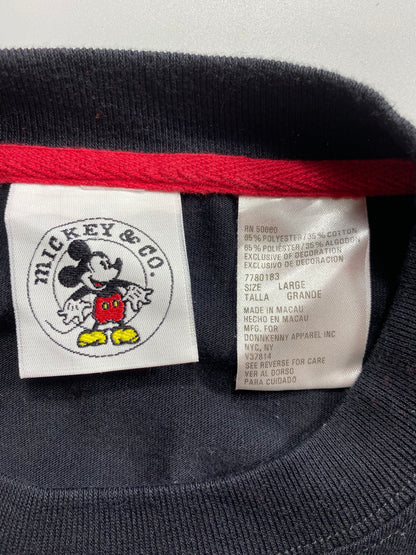 MICKEY & CO.
RN 50660
65% POLYESTER/35% COTTON
65% POLIÉSTER/35% ALGODON
EXCLUSIVE OF DECORATION
EXCLUSIVO DE DECORACION
7780183
SIZE LARGE
TALLA GRANDE
MADE IN MACAU
HECHO EN MACAU
MFG. FOR
DONNKENNY APPAREL INC
NYC, NY
V37814
SEE REVERSE FOR CARE
VER AL DORSO
PARA CUIDADO